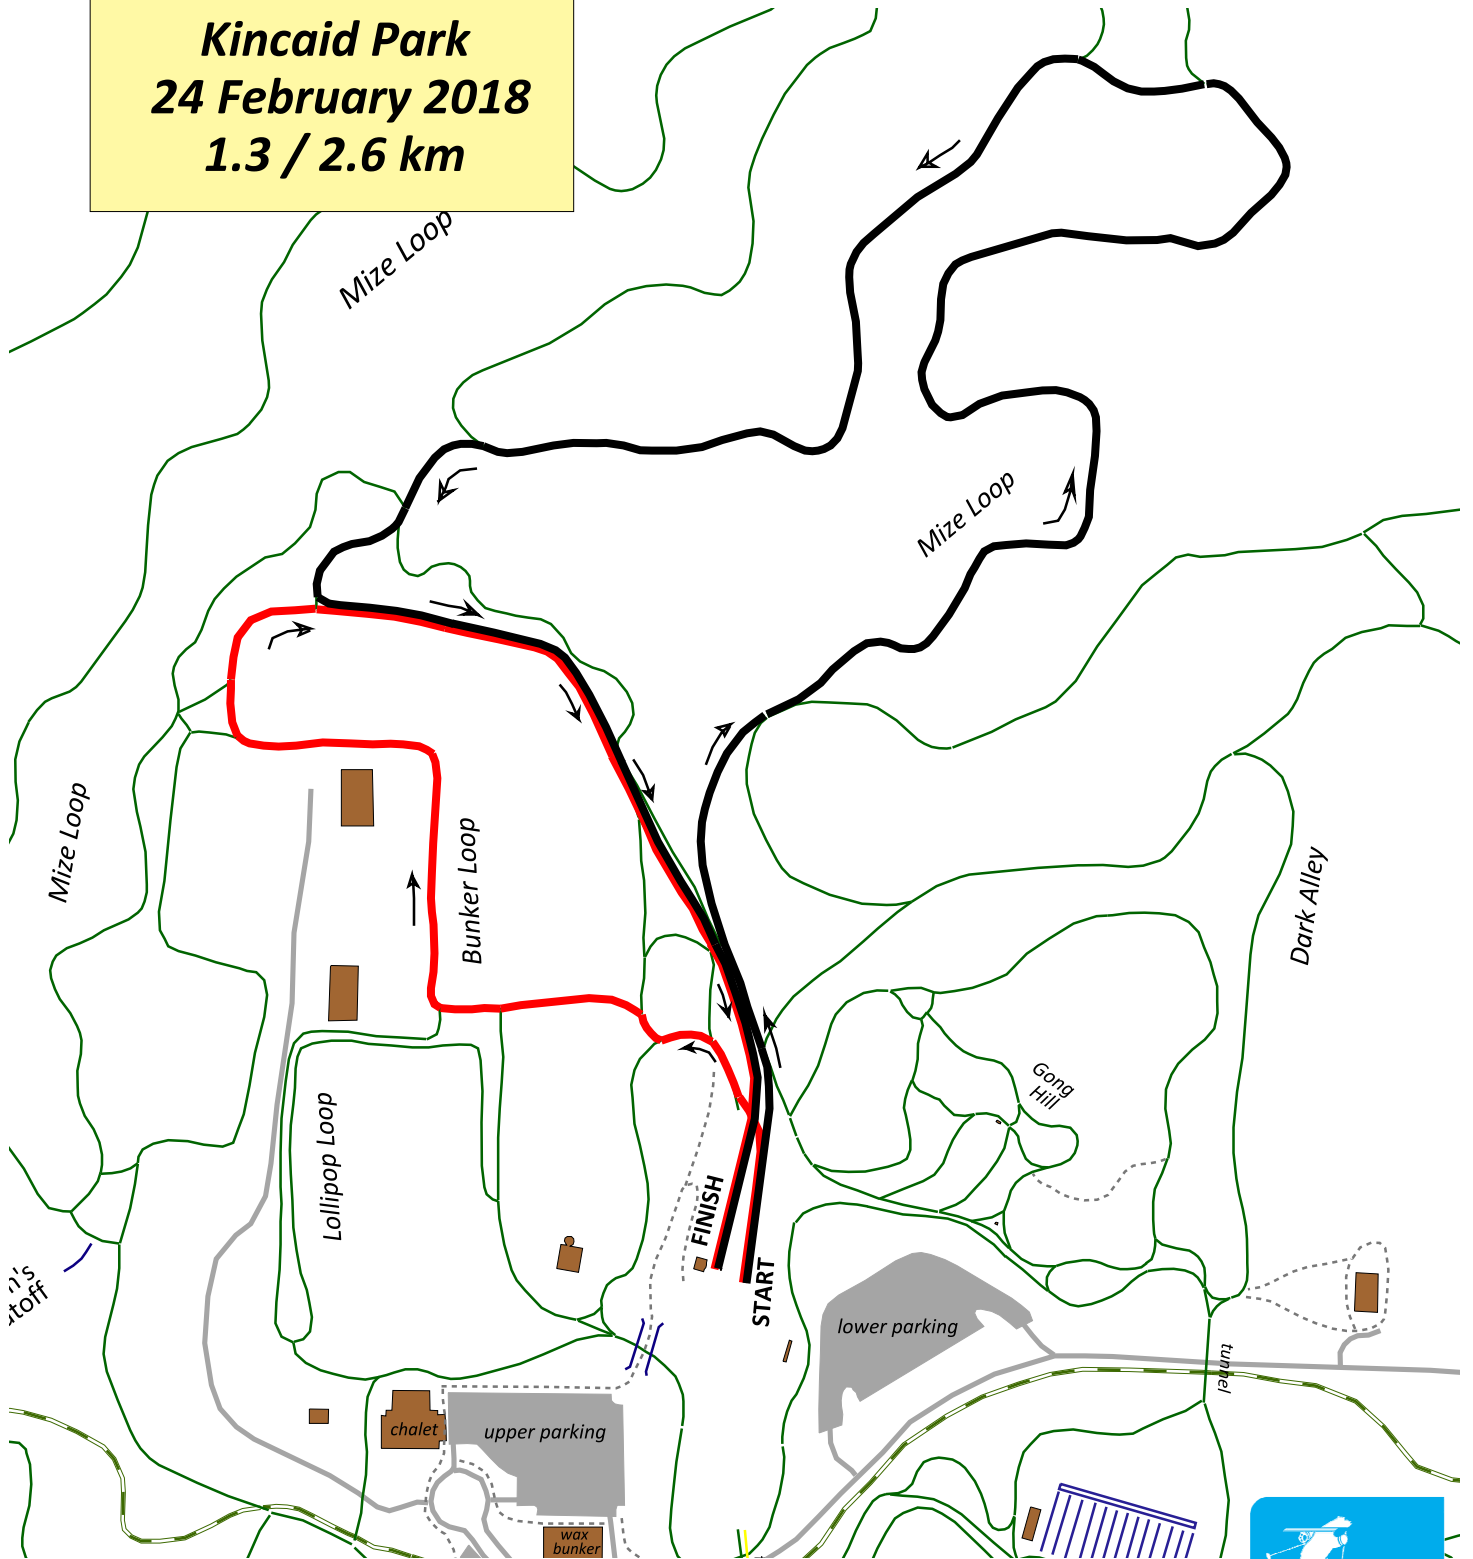 Kincaid Park
24 February 2018
1.3 / 2.6 km
Mize Loop
Mize Loop
Mize Loop
Bunker Loop
Dark Alley
Gong
Hill
Lollipop Loop
FINISH
START
n's
toff
lower parking
tunnel
chalet
upper parking
wax
bunker